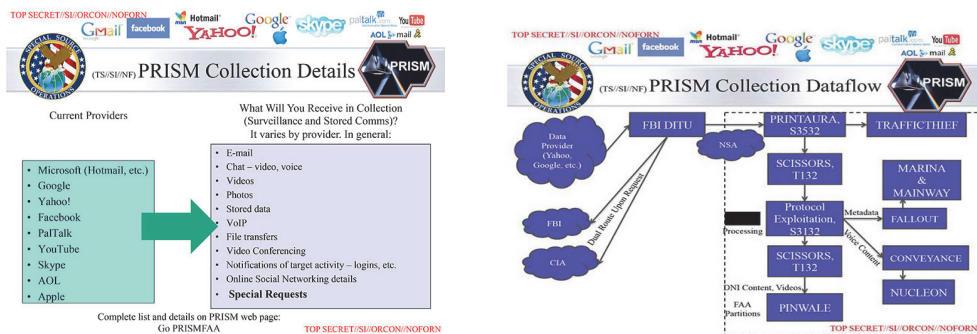 TOP SECRET//SI//ORCON//NOFORN
Gmail
facebook
msn Hotmail
YAHOO!
Google
skype
paltalk
YouTube
AOL mail
SPECIAL SOURCE OPERATIONS
(TS//SI//NF) PRISM Collection Details
PRISM
Current Providers
What Will You Receive in Collection
(Surveillance and Stored Comms)?
It varies by provider. In general:
• Microsoft (Hotmail, etc.)
• Google
• Yahoo!
• Facebook
• PalTalk
• YouTube
• Skype
• AOL
• Apple
• E-mail
• Chat – video, voice
• Videos
• Photos
• Stored data
• VoIP
• File transfers
• Video Conferencing
• Notifications of target activity – logins, etc.
• Online Social Networking details
• Special Requests
Complete list and details on PRISM web page:
Go PRISMFAA
TOP SECRET//SI//ORCON//NOFORN
TOP SECRET//SI//ORCON//NOFORN
Gmail
facebook
msn Hotmail
YAHOO!
Google
skype
paltalk
YouTube
AOL mail
SPECIAL SOURCE OPERATIONS
(TS//SI//NF) PRISM Collection Dataflow
PRISM
Data
Provider
(Yahoo,
Google, etc.)
FBI DITU
NSA
PRINTAURA,
S3532
TRAFFICTHIEF
SCISSORS,
T132
MARINA
&
MAINWAY
Dual Route Upon Request
FBI
CIA
Processing
Protocol
Exploitation,
S3132
Metadata
FALLOUT
Voice Content
SCISSORS,
T132
CONVEYANCE
DNI Content, Videos
NUCLEON
FAA
Partitions
PINWALE
TOP SECRET//SI//ORCON//NOFORN